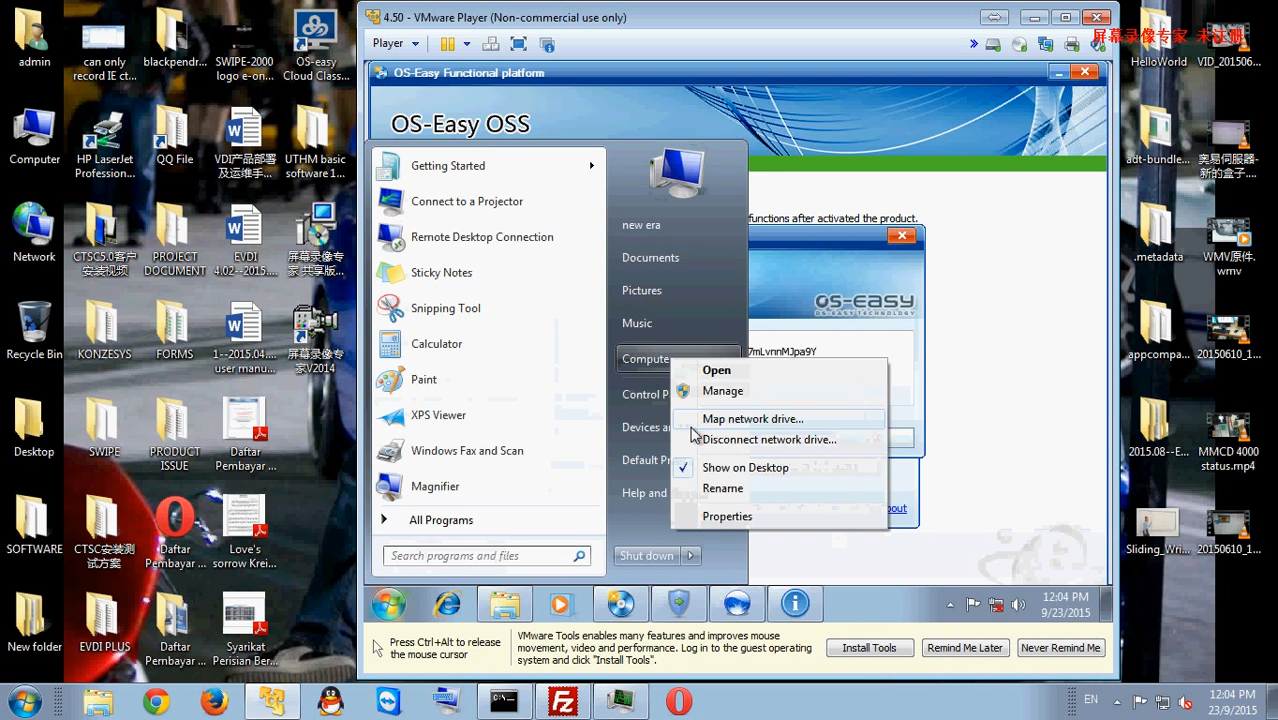 admin
can only
record IE ct...
blackpendr...
SWIPE-2000
logo e-on...
OS-easy
Cloud Class...
Computer
HP LaserJet
Profession...
QQ File
VDI产品部署
及运维手...
UTHM basic
software 1...
Network
CTSC5.0客户
安装视频
PROJECT
DOCUMENT
EVDI
4.02--2015....
屏幕录像专
家 共享版...
Recycle Bin
KONZESYS
FORMS
1--2015.04....
user manu...
屏幕录像专
家V2014
Desktop
SWIPE
PRODUCT
ISSUE
Daftar
Pembayar ...
SOFTWARE
CTSC安装测
试方案
Daftar
Pembayar ...
Love's
sorrow Krei...
New folder
EVDI PLUS
Daftar
Pembayar ...
Syarikat
Perisian Ber...
4.50 - VMware Player (Non-commercial use only)
Player
OS-Easy Functional platform
OS-Easy OSS
functions after activated the product.
OS-EASY
OS-EASY TECHNOLOGY
7mLvnnMJpa9Y
bout
Getting Started
Connect to a Projector
Remote Desktop Connection
Sticky Notes
Snipping Tool
Calculator
Paint
XPS Viewer
Windows Fax and Scan
Magnifier
All Programs
Search programs and files
new era
Documents
Pictures
Music
Compute
Control P
Devices a
Default Pr
Help and
Shut down
Open
Manage
Map network drive...
Disconnect network drive...
Show on Desktop
Rename
Properties
12:04 PM
9/23/2015
Press Ctrl+Alt to release
the mouse cursor
VMware Tools enables many features and improves mouse
movement, video and performance. Log in to the guest operating
system and click "Install Tools".
Install Tools
Remind Me Later
Never Remind Me
屏幕录像专家 未注册
HelloWorld
VID_201506...
adt-bundle...
奥易伺服器-
新的盒子...
.metadata
WMV原件.
wmv
appcompa...
20150610_1...
2015.08--E...
MMCD 4000
status.mp4
Sliding_Wri...
20150610_1...
EN
12:04 PM
23/9/2015